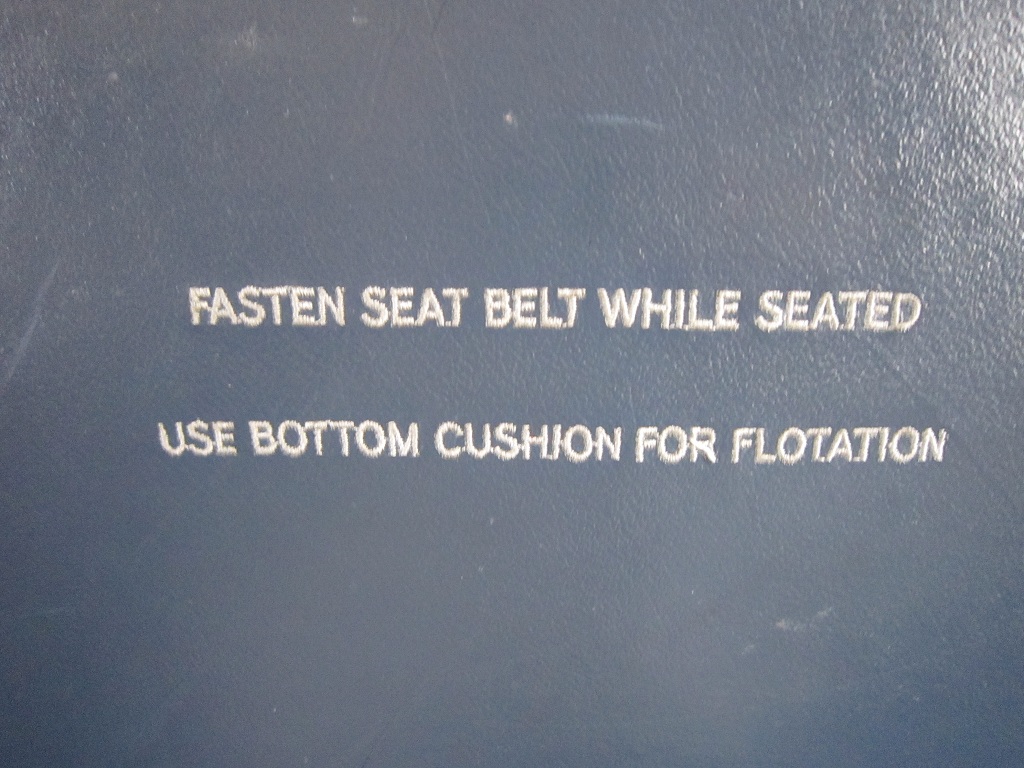 FASTEN SEAT BELT WHILE SEATED
USE BOTTOM CUSHION FOR FLOTATION